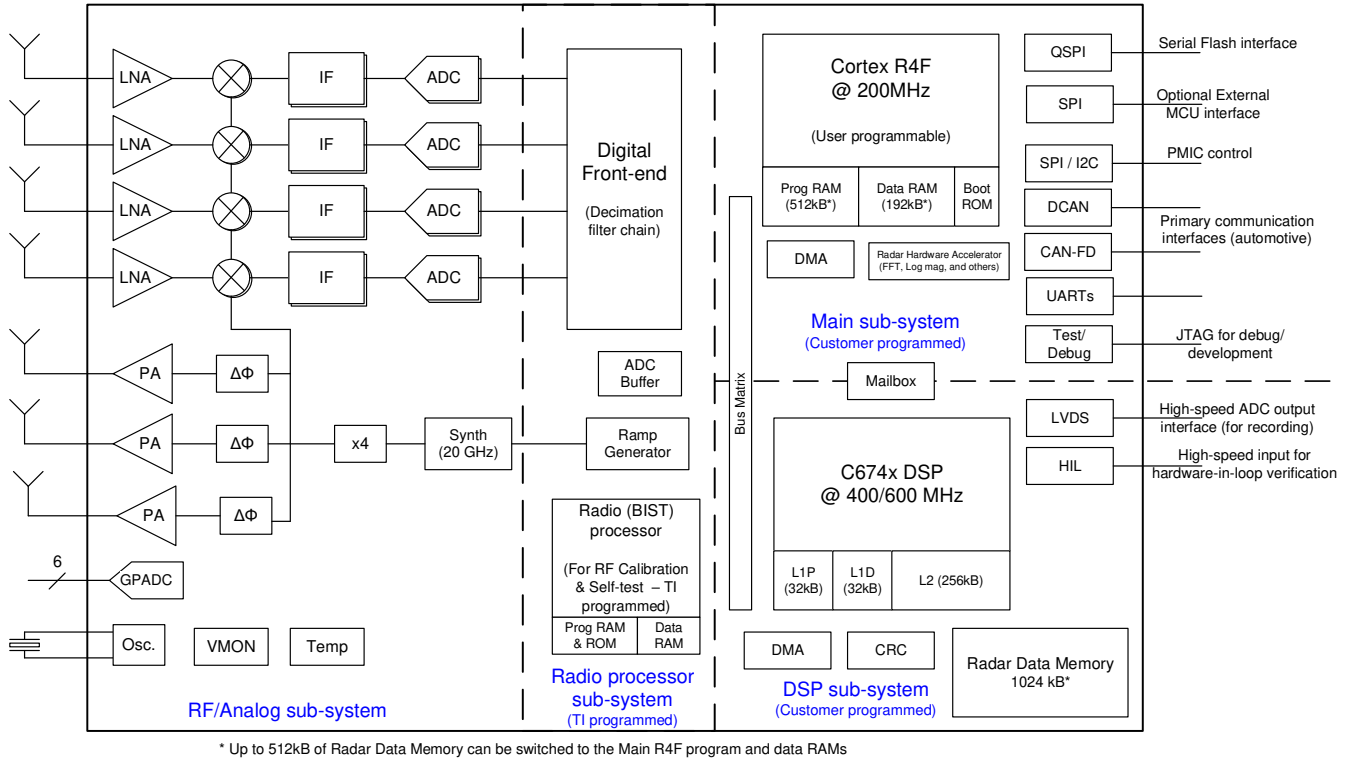 LNA
IF
ADC
LNA
IF
ADC
LNA
IF
ADC
LNA
IF
ADC
Digital
Front-end
(Decimation
filter chain)
PA
ΔΦ
PA
ΔΦ
PA
ΔΦ
x4
Synth
(20 GHz)
ADC
Buffer
Ramp
Generator
6
GPADC
Osc.
VMON
Temp
RF/Analog sub-system
Radio (BIST)
processor
(For RF Calibration
& Self-test – TI
programmed)
Prog RAM
& ROM
Data
RAM
Radio processor
sub-system
(TI programmed)
Bus Matrix
Cortex R4F
@ 200MHz
(User programmable)
Prog RAM
(512kB*)
Data RAM
(192kB*)
Boot
ROM
DMA
Radar Hardware Accelerator
(FFT, Log mag, and others)
Main sub-system
(Customer programmed)
Mailbox
C674x DSP
@ 400/600 MHz
L1P
(32kB)
L1D
(32kB)
L2 (256kB)
DMA
CRC
DSP sub-system
(Customer programmed)
Radar Data Memory
1024 kB*
QSPI
Serial Flash interface
SPI
Optional External
MCU interface
SPI / I2C
PMIC control
DCAN
CAN-FD
Primary communication
interfaces (automotive)
UARTs
Test/
Debug
JTAG for debug/
development
LVDS
High-speed ADC output
interface (for recording)
HIL
High-speed input for
hardware-in-loop verification
* Up to 512kB of Radar Data Memory can be switched to the Main R4F program and data RAMs